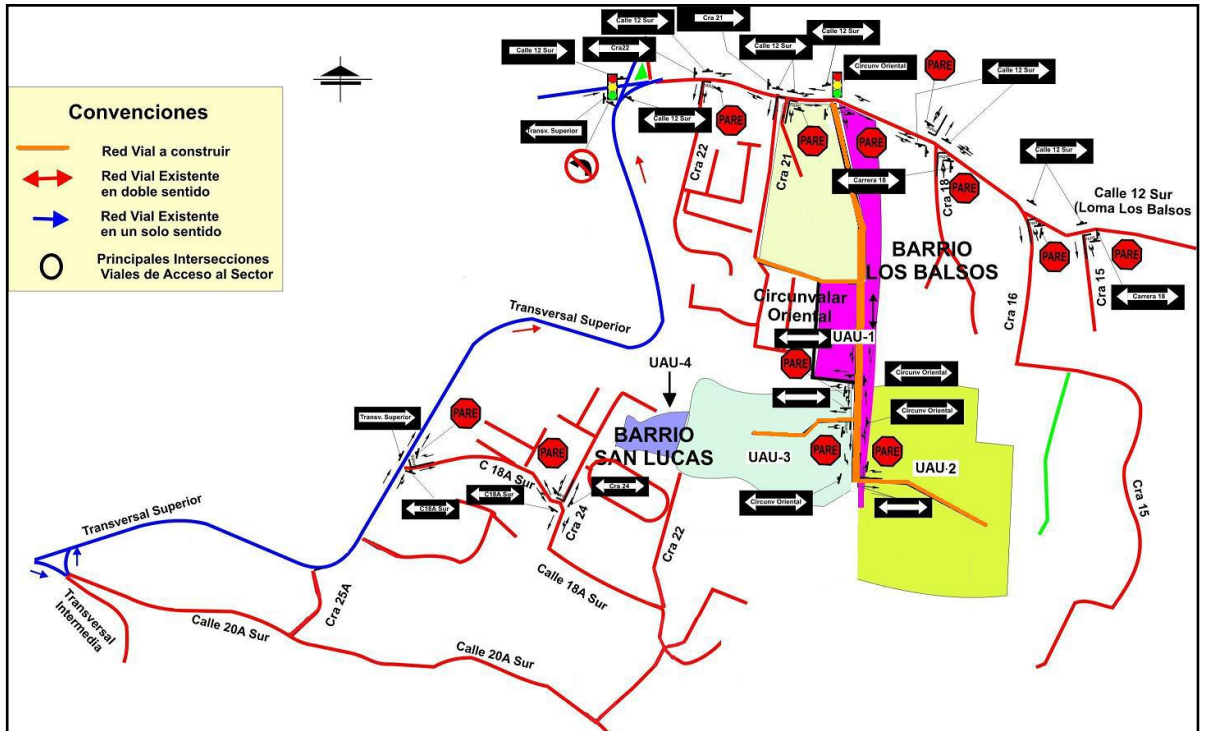 Convenciones
Red Vial a construir
Red Vial Existente
en doble sentido
Red Vial Existente
en un solo sentido
Principales Intersecciones
Viales de Acceso al Sector
Calle 12 Sur
Cra 21
Calle 12 Sur
Calle 12 Sur
Cra22
Calle 12 Sur
Circunv Oriental
PARE
Calle 12 Sur
Transv. Superior
Calle 12 Sur
PARE
PARE
PARE
Cra 22
Cra 21
Carrera 18
Cra 18
PARE
Calle 12 Sur
Calle 12 Sur
(Loma Los Balsos
PARE
PARE
Carrera 18
Cra 16
Cra 15
BARRIO
LOS BALSOS
Circunvalar
Oriental
UAU-1
Transversal Superior
UAU-4
PARE
Circunv Oriental
Circunv Oriental
Transv. Superior
PARE
PARE
BARRIO
SAN LUCAS
UAU-3
PARE
PARE
UAU-2
C 18A Sur
C18A Sur
C18A Sur
Cra 24
Cra 24
Circunv Oriental
Cra 22
Cra 15
Transversal Superior
Calle 18A Sur
Cra 25A
Transversal
Intermedia
Calle 20A Sur
Calle 20A Sur